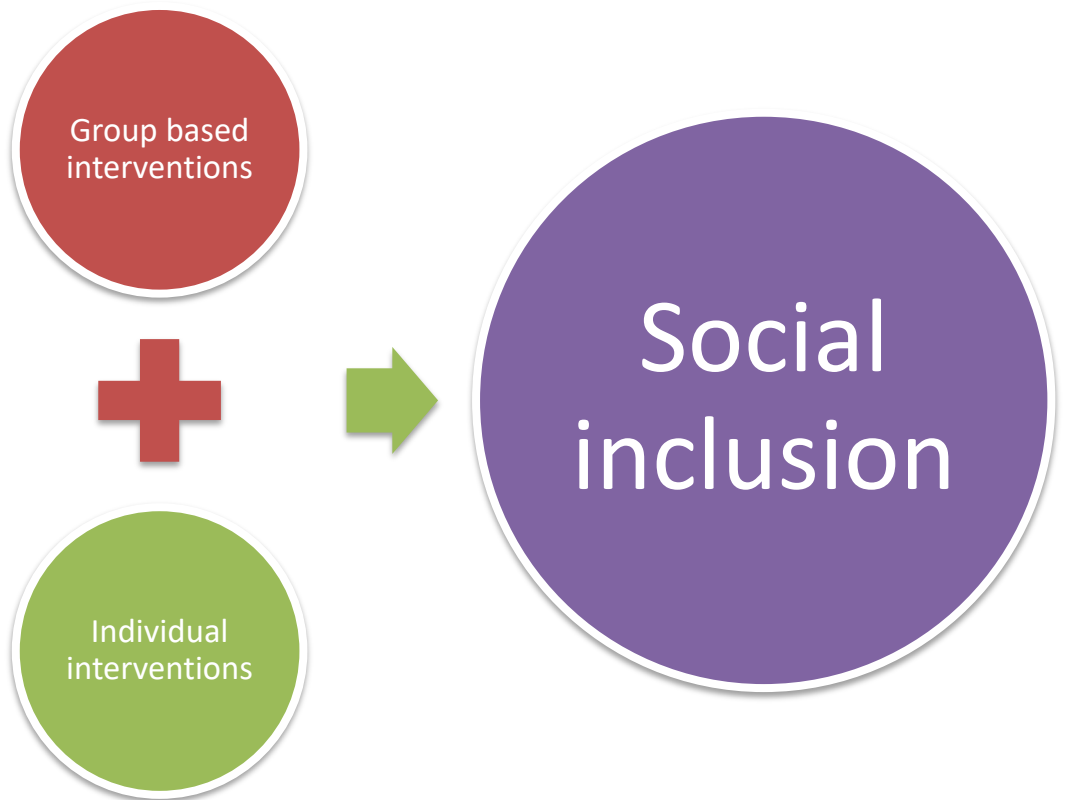 Group based
interventions
Social
inclusion
Individual
interventions